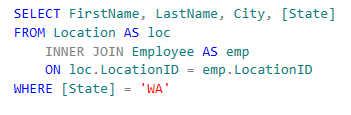 SELECT FirstName, LastName, City, [State]
FROM Location AS loc
INNER JOIN Employee AS emp
ON loc.LocationID = emp.LocationID
WHERE [State] = 'WA'